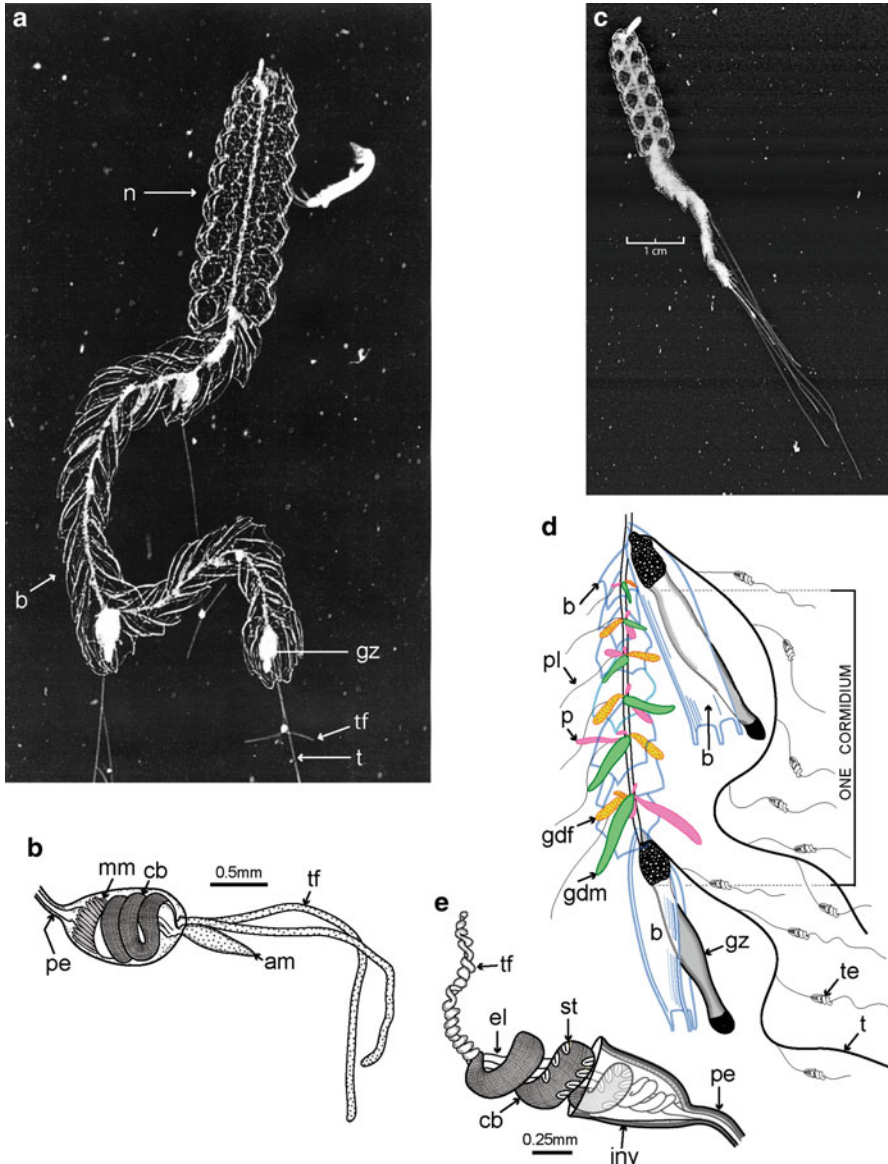 a
n
b
gz
tf
t
c
1 cm
d
b
pl
p
b
gdf
gdm
ONE CORMIDIUM
b
gz
te
t
b
mm
cb
0.5mm
tf
pe
am
e
tf
el
st
cb
pe
inv
0.25mm